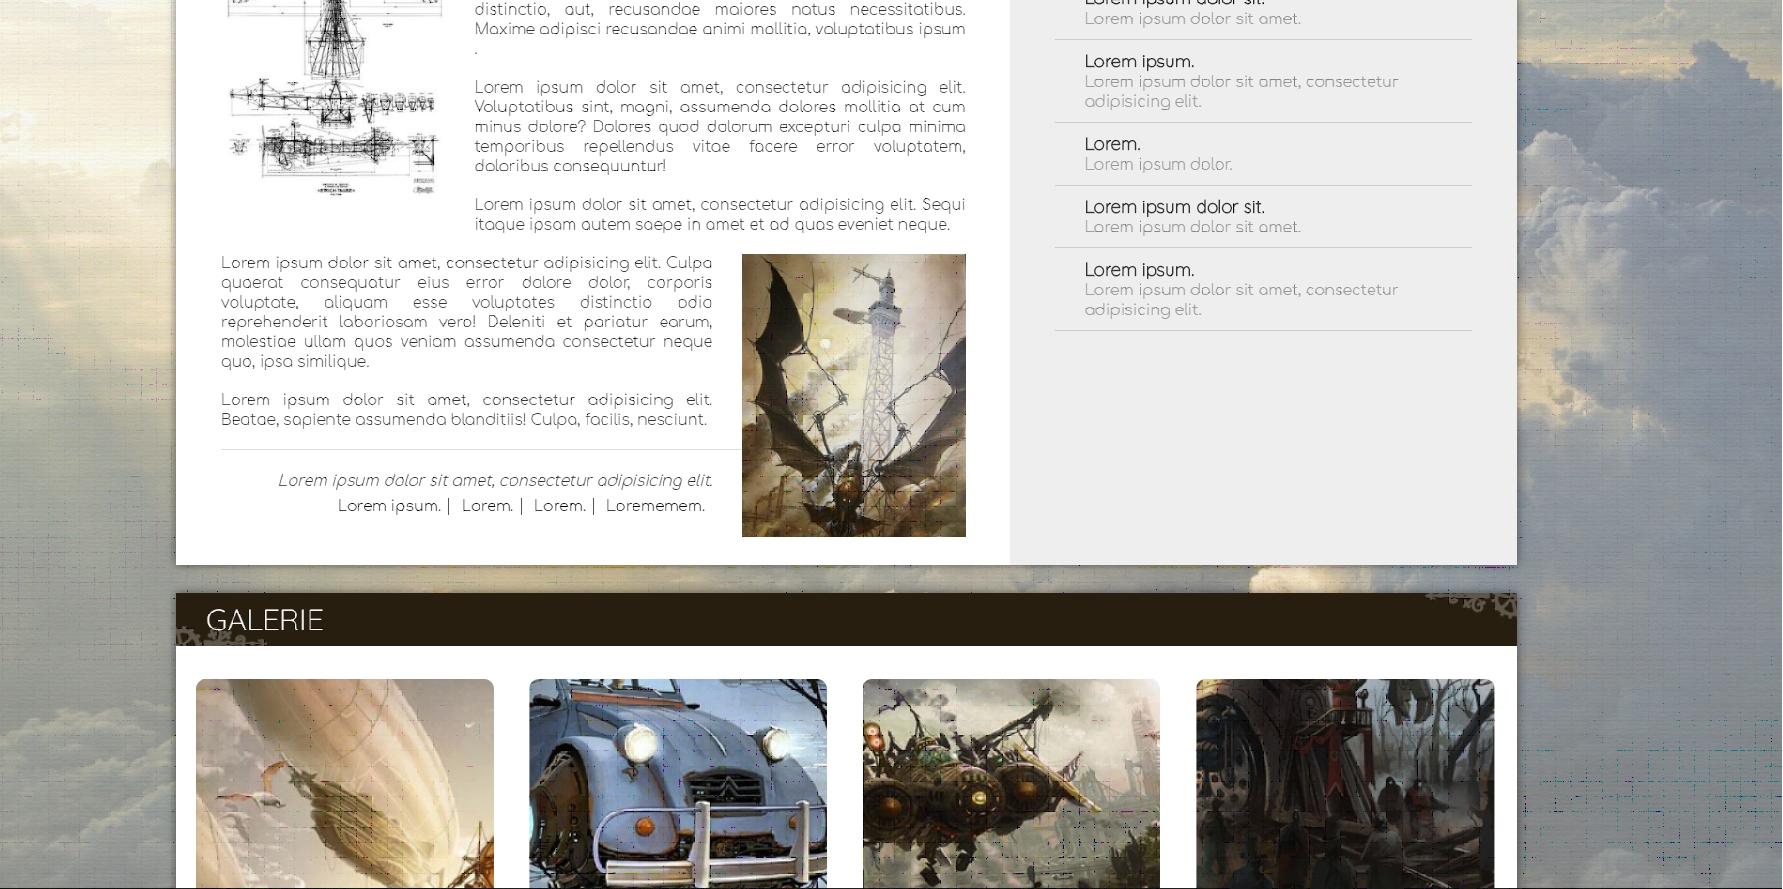 distinctio, aut, recusandae maiores natus necessitatibus.
Maxime adipisci recusandae animi mollitia, voluptatibus ipsum
.
Lorem ipsum dolor sit amet, consectetur adipisicing elit.
Voluptatibus sint, magni, assumenda dolores mollitia at cum
minus dolore? Dolores quod dolorum excepturi culpa minima
temporibus repellendus vitae facere error voluptatem,
doloribus consequuntur!
Lorem ipsum dolor sit amet, consectetur adipisicing elit. Sequi
itaque ipsam autem saepe in amet et ad quas eveniet neque.
Lorem ipsum dolor sit amet, consectetur adipisicing elit. Culpa
quaerat consequatur eius error dolore dolor, corporis
voluptate, aliquam esse voluptates distinctio odio
reprehenderit laboriosam vero! Deleniti et pariatur earum,
molestiae ullam quos veniam assumenda consectetur neque
quo, ipsa similique.
Lorem ipsum dolor sit amet, consectetur adipisicing elit.
Beatae, sapiente assumenda blanditiis! Culpa, facilis, nesciunt.
Lorem ipsum dolor sit amet, consectetur adipisicing elit.
Lorem ipsum. | Lorem. | Lorem. | Loremem​em.
Lorem ipsum dolor sit.
Lorem ipsum dolor sit amet.
Lorem ipsum.
Lorem ipsum dolor sit amet, consectetur
adipisicing elit.
Lorem.
Lorem ipsum dolor.
Lorem ipsum dolor sit.
Lorem ipsum dolor sit amet.
Lorem ipsum.
Lorem ipsum dolor sit amet, consectetur
adipisicing elit.
GALERIE